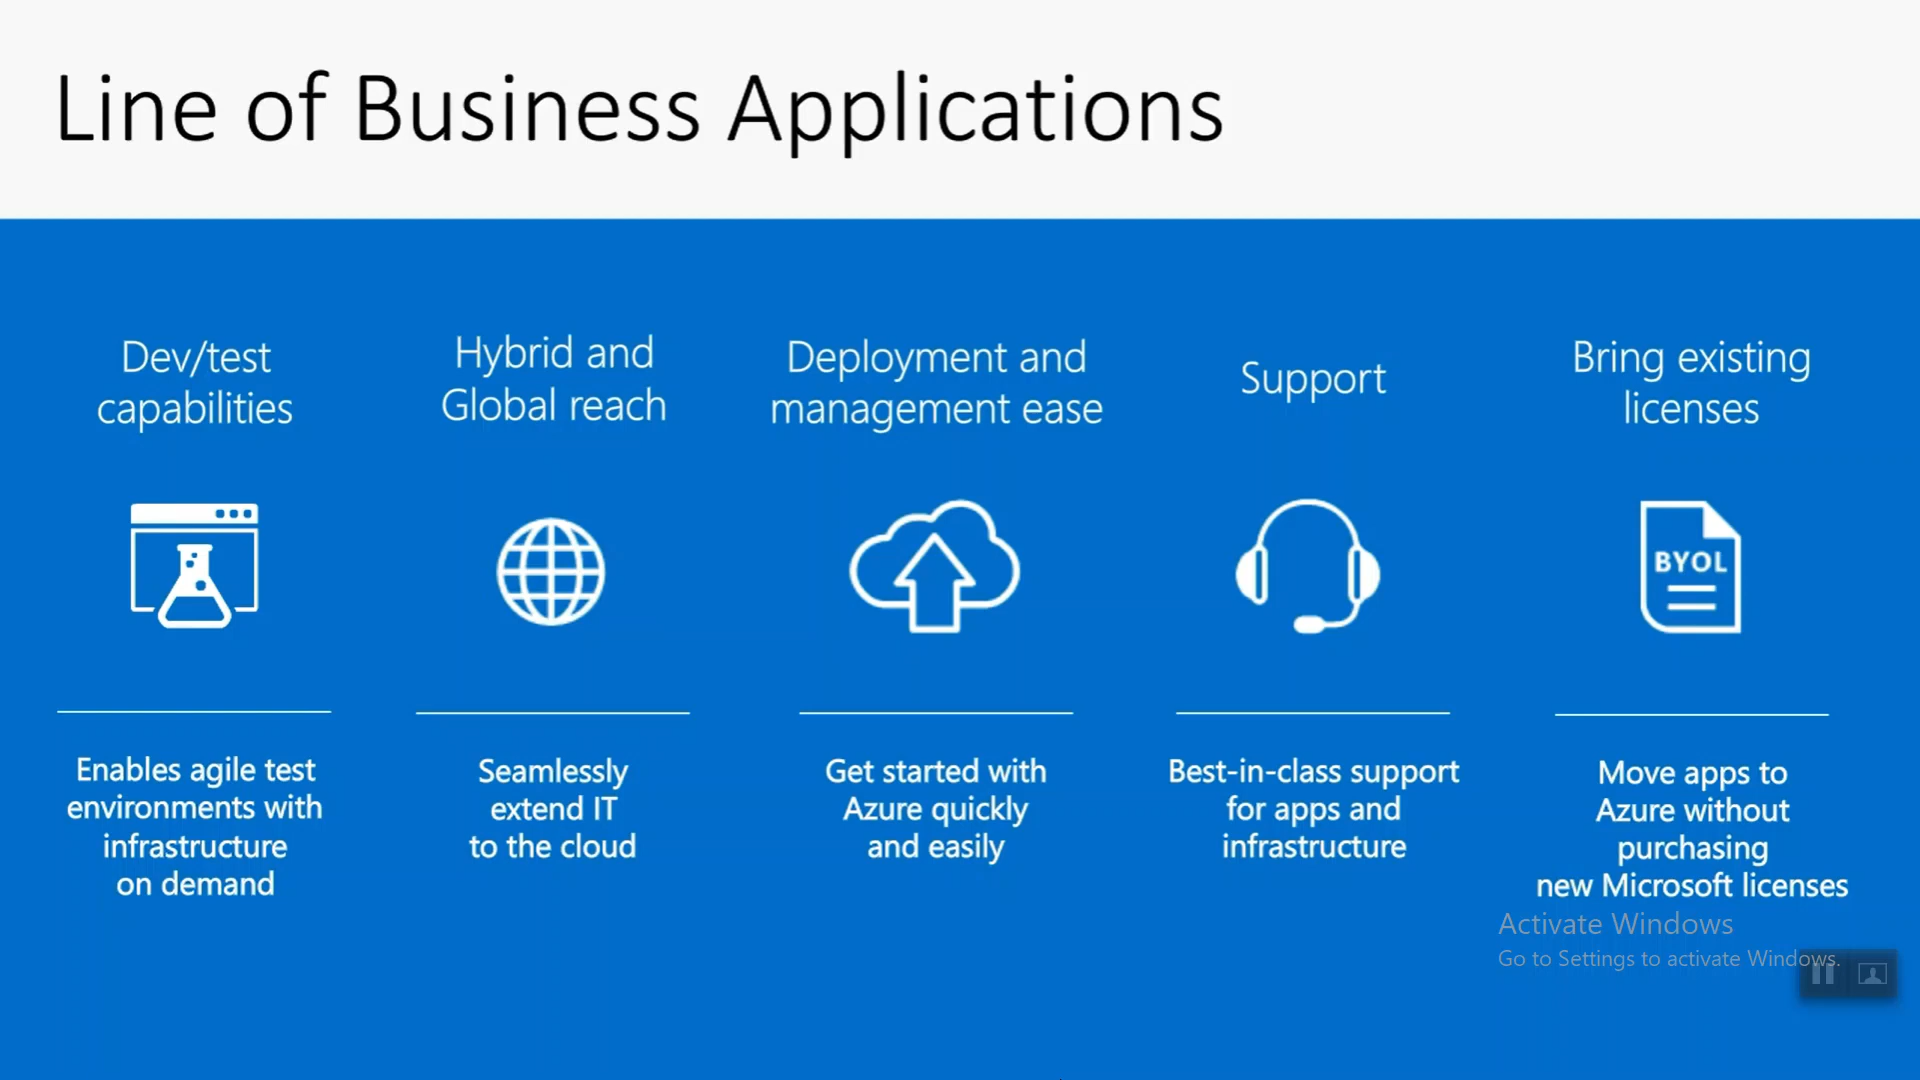 Line of Business Applications
Dev/test
capabilities
Hybrid and
Global reach
Deployment and
management ease
Support
Bring existing
licenses
BYOL
Enables agile test
environments with
infrastructure
on demand
Seamlessly
extend IT
to the cloud
Get started with
Azure quickly
and easily
Best-in-class support
for apps and
infrastructure
Move apps to
Azure without
purchasing
new Microsoft licenses
Activate Windows
Go to Settings to activate Windows.